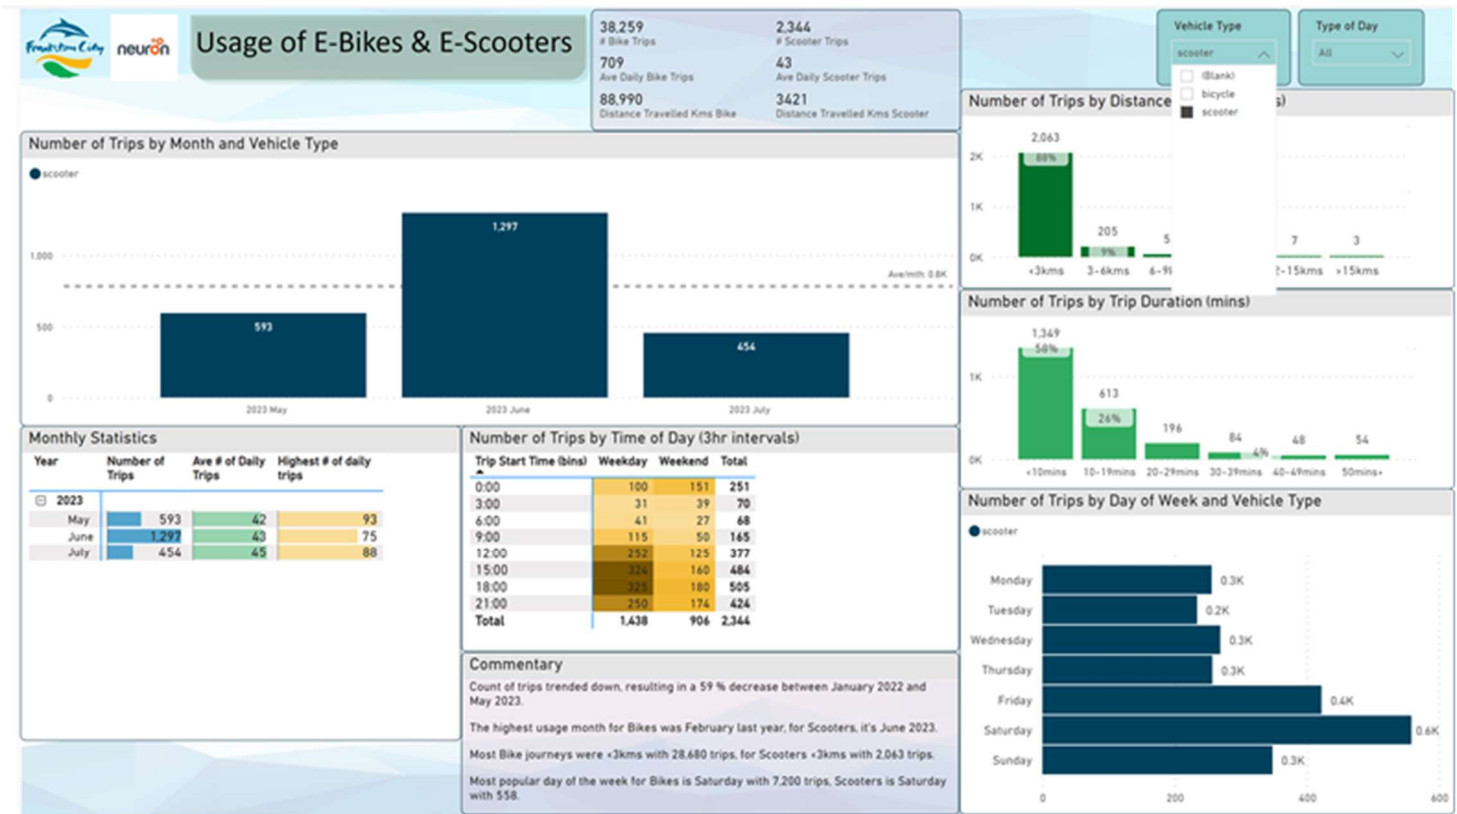 Frankston City
neuron
Usage of E-Bikes & E-Scooters
38,259
# Bike Trips
2,344
# Scooter Trips
709
Ave Daily Bike Trips
43
Ave Daily Scooter Trips
88,990
Distance Travelled Kms Bike
3421
Distance Travelled Kms Scooter
Vehicle Type
scooter
(Blank)
bicycle
scooter
Type of Day
All
Number of Trips by Month and Vehicle Type
scooter
1,000
500
0
593
1,297
454
Ave/mth: 0.8K
2023 May
2023 June
2023 July
Number of Trips by Distance
s)
2K
1K
0K
2,063
88%
205
9%
5
7
3
<3kms
3-6kms
6-9
2-15kms
>15kms
Number of Trips by Trip Duration (mins)
1K
0K
1,349
58%
613
26%
196
84
4%
48
54
<10mins
10-19mins
20-29mins
30-39mins
40-49mins
50mins+
Monthly Statistics
Year Number of Trips Ave # of Daily Trips Highest # of daily trips
2023
May 593 42 93
June 1,297 43 75
July 454 45 88
Number of Trips by Time of Day (3hr intervals)
Trip Start Time (bins) Weekday Weekend Total
0:00 100 151 251
3:00 31 39 70
6:00 41 27 68
9:00 115 50 165
12:00 252 125 377
15:00 324 160 484
18:00 325 180 505
21:00 250 174 424
Total 1,438 906 2,344
Commentary
Count of trips trended down, resulting in a 59 % decrease between January 2022 and
May 2023.
The highest usage month for Bikes was February last year, for Scooters, it's June 2023.
Most Bike journeys were <3kms with 28,680 trips, for Scooters <3kms with 2,063 trips.
Most popular day of the week for Bikes is Saturday with 7,200 trips, Scooters is Saturday
with 558.
Number of Trips by Day of Week and Vehicle Type
scooter
Monday 0.3K
Tuesday 0.2K
Wednesday 0.3K
Thursday 0.3K
Friday 0.4K
Saturday 0.6K
Sunday 0.3K
0
200
400
600